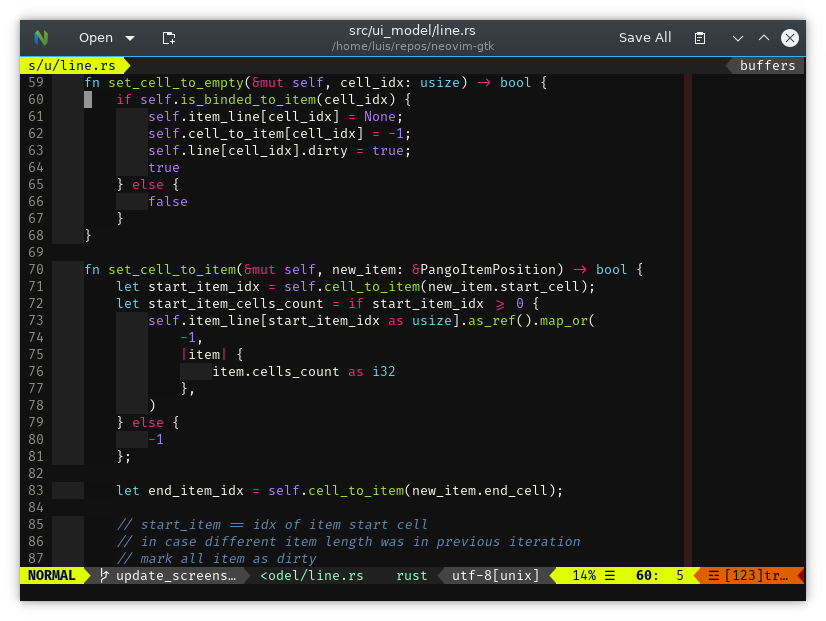 Open
src/ui_model/line.rs
/home/luis/repos/neovim-gtk
Save All
s/u/line.rs
buffers
59 fn set_cell_to_empty(&mut self, cell_idx: usize) -> bool {
60 if self.is_binded_to_item(cell_idx) {
61 self.item_line[cell_idx] = None;
62 self.cell_to_item[cell_idx] = -1;
63 self.line[cell_idx].dirty = true;
64 true
65 } else {
66 false
67 }
68 }
69
70 fn set_cell_to_item(&mut self, new_item: &PangoItemPosition) -> bool {
71 let start_item_idx = self.cell_to_item(new_item.start_cell);
72 let start_item_cells_count = if start_item_idx >= 0 {
73 self.item_line[start_item_idx as usize].as_ref().map_or(
74 -1,
75 |item| {
76 item.cells_count as i32
77 },
78 )
79 } else {
80 -1
81 };
82
83 let end_item_idx = self.cell_to_item(new_item.end_cell);
84
85 // start_item == idx of item start cell
86 // in case different item length was in previous iteration
87 // mark all item as dirty
NORMAL update_screens… <odel/line.rs rust utf-8[unix] 14% ☰ 60: 5 ☲ [123]tr…